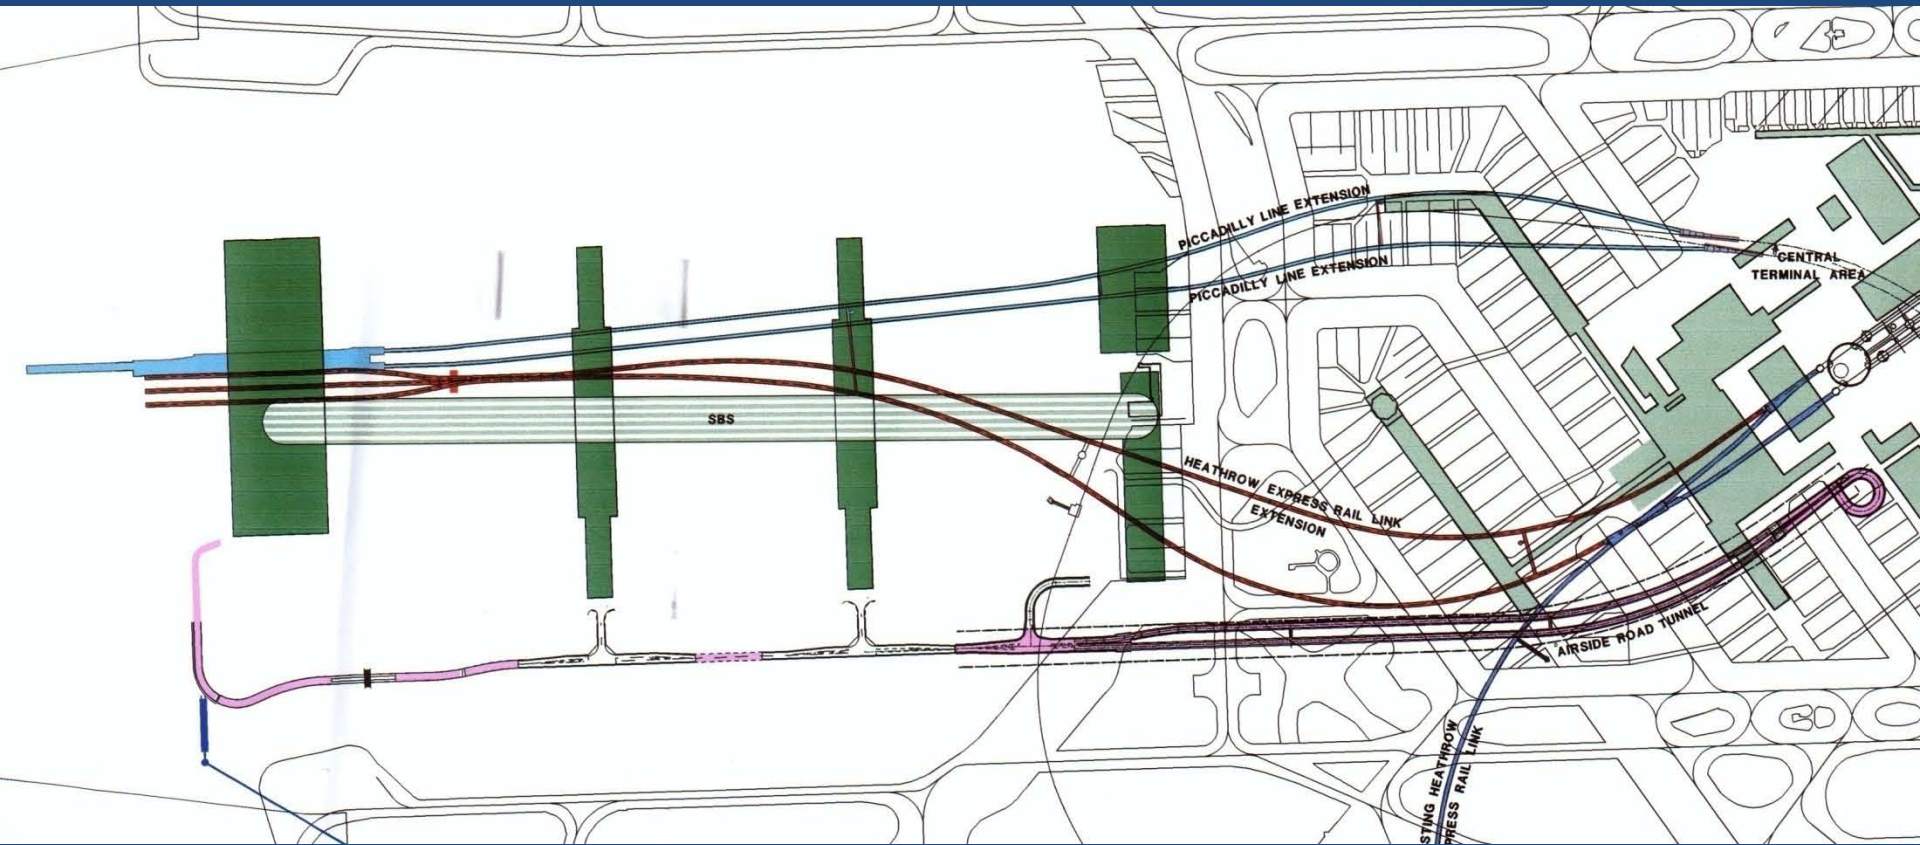 PICCADILLY LINE EXTENSION
PICCADILLY LINE EXTENSION
CENTRAL
TERMINAL AREA
SBS
HEATHROW EXPRESS RAIL LINK
EXTENSION
AIRSIDE ROAD TUNNEL
STING HEATHROW
PRESS RAIL LINK